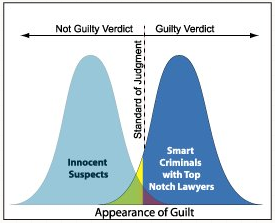 Not Guilty Verdict
Guilty Verdict
Standard of Judgment
Innocent
Suspects
Smart
Criminals
with Top
Notch Lawyers
Appearance of Guilt